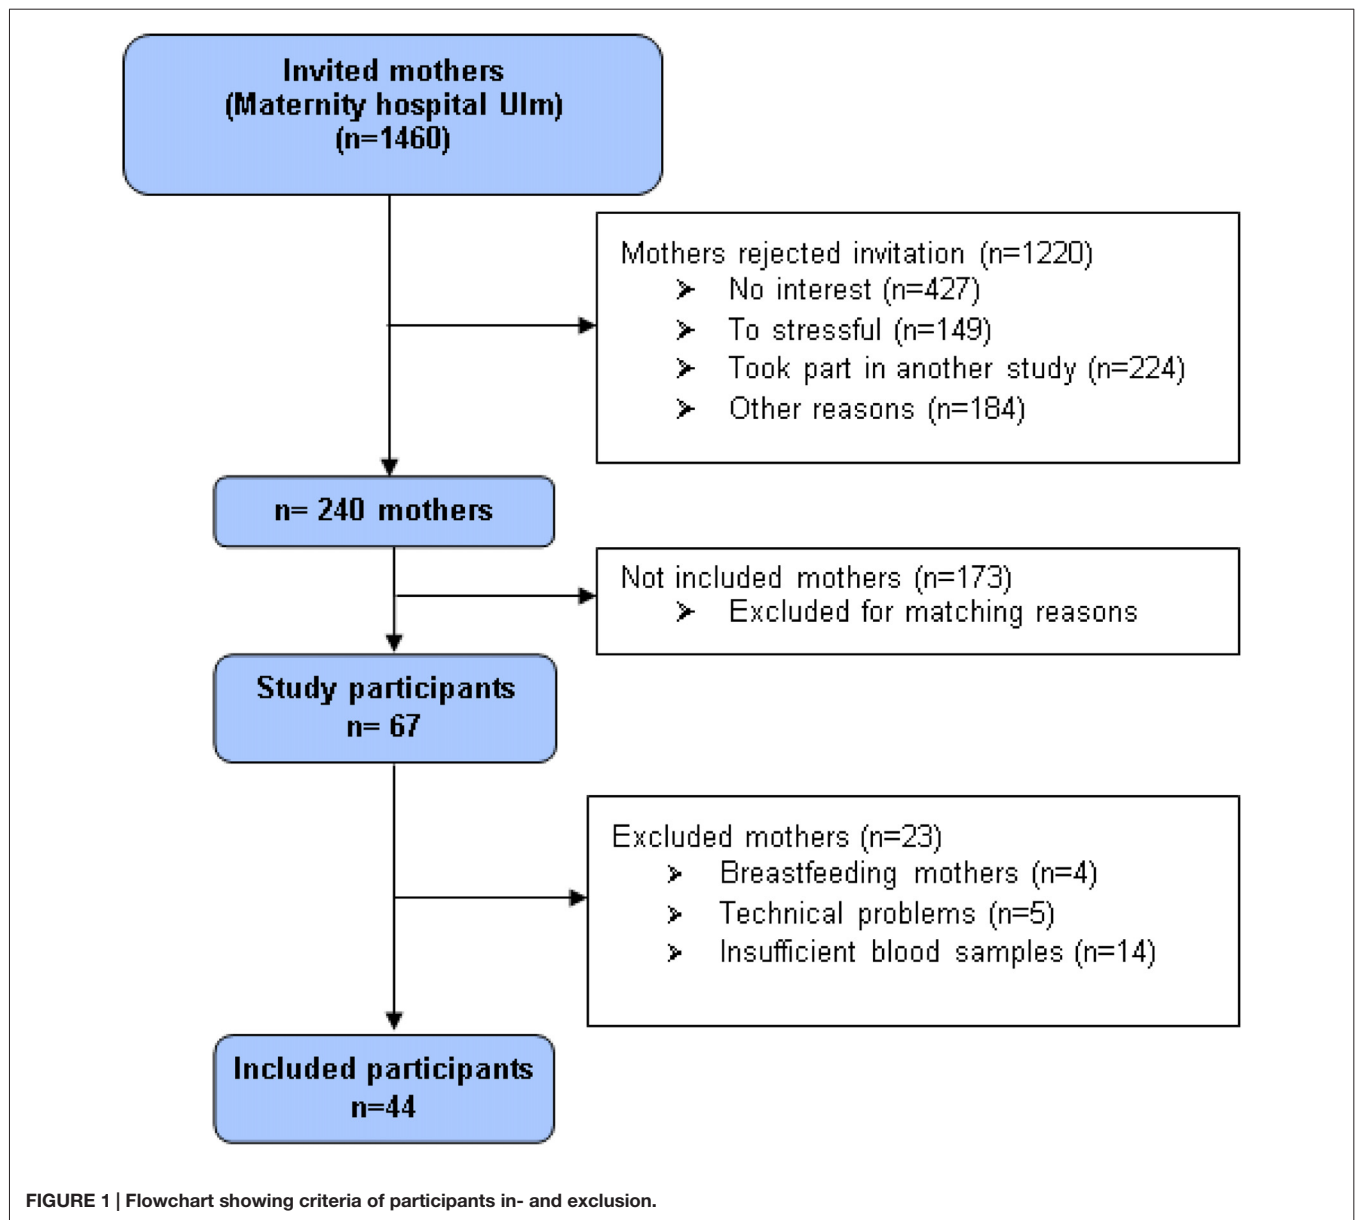 Invited mothers
(Maternity hospital Ulm)
(n=1460)
Mothers rejected invitation (n=1220)
➤ No interest (n=427)
➤ To stressful (n=149)
➤ Took part in another study (n=224)
➤ Other reasons (n=184)
n= 240 mothers
Not included mothers (n=173)
➤ Excluded for matching reasons
Study participants
n= 67
Excluded mothers (n=23)
➤ Breastfeeding mothers (n=4)
➤ Technical problems (n=5)
➤ Insufficient blood samples (n=14)
Included participants
n=44
FIGURE 1 | Flowchart showing criteria of participants in- and exclusion.